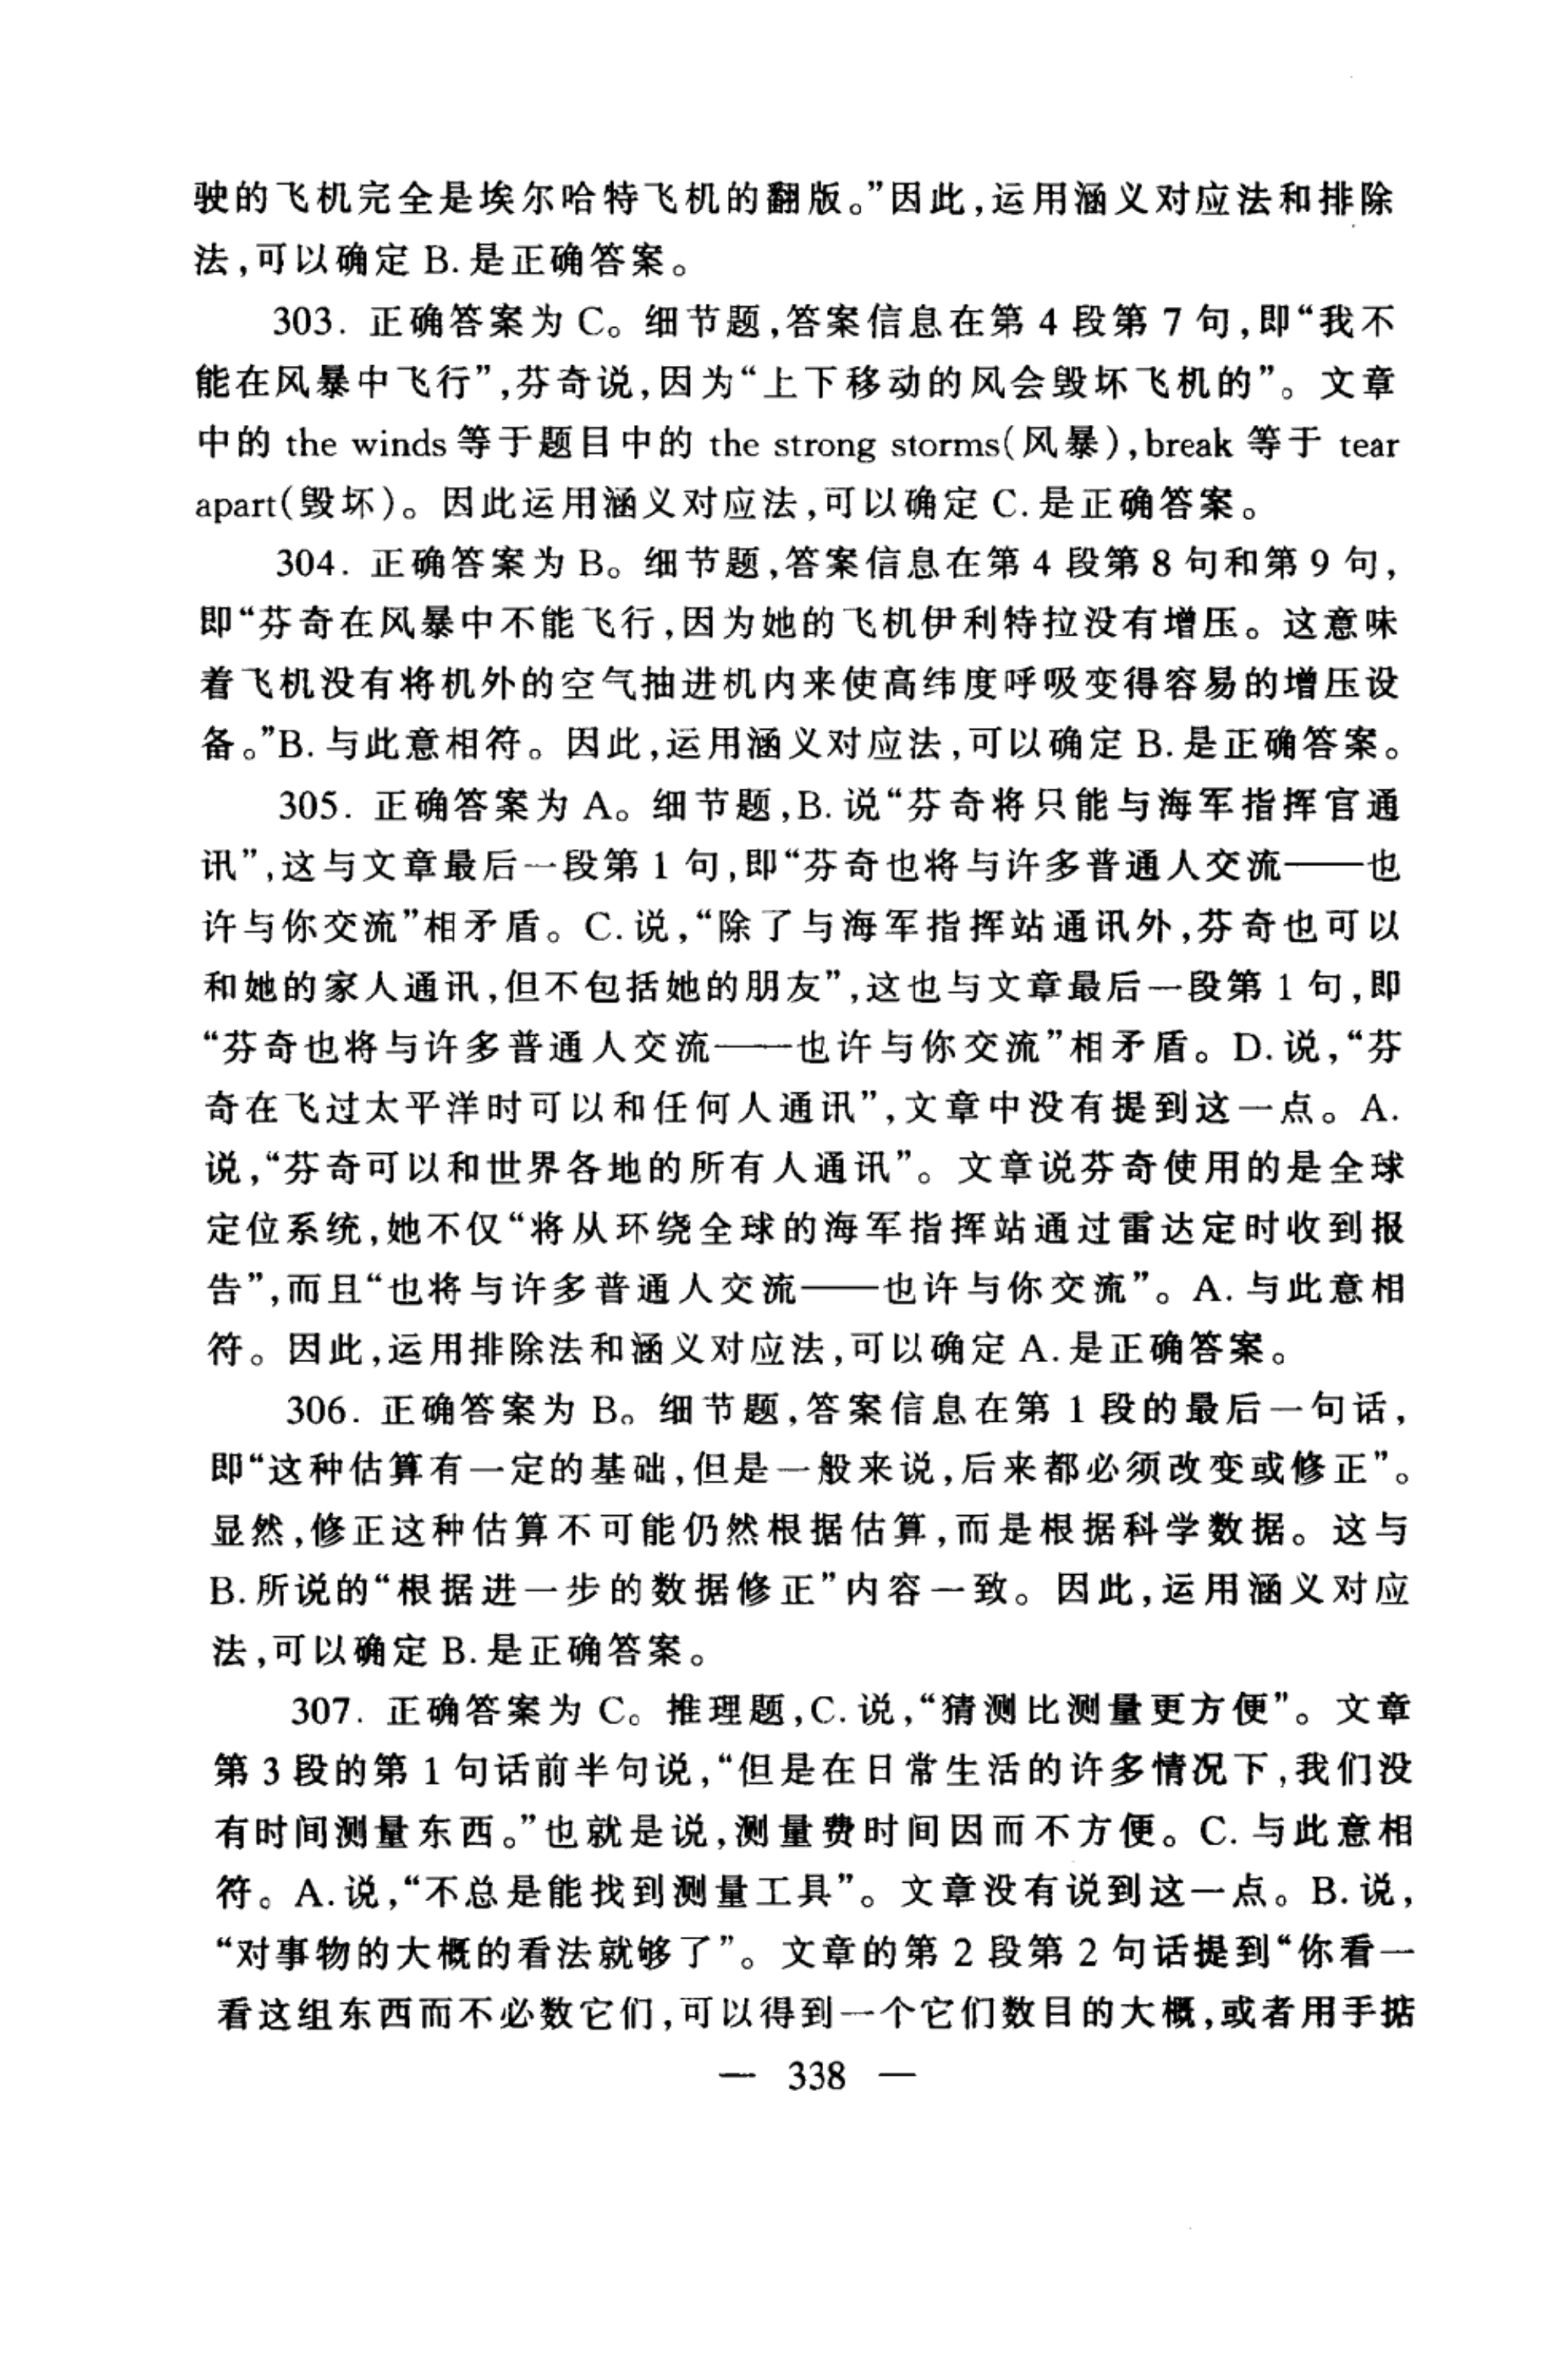 驶的飞机完全是埃尔哈特飞机的翻版。”因此,运用涵义对应法和排除
法,可以确定 B. 是正确答案。
303. 正确答案为 C。细节题,答案信息在第 4 段第 7 句,即“我不
能在风暴中飞行”,芬奇说,因为“上下移动的风会毁坏飞机的”。文章
中的 the winds 等于题目中的 the strong storms(风暴),break 等于 tear
apart(毁坏)。因此运用涵义对应法,可以确定 C. 是正确答案。
304. 正确答案为 B。细节题,答案信息在第 4 段第 8 句和第 9 句,
即“芬奇在风暴中不能飞行,因为她的飞机伊利特拉没有增压。这意味
着飞机没有将机外的空气抽进机内来使高纬度呼吸变得容易的增压设
备。”B. 与此意相符。因此,运用涵义对应法,可以确定 B. 是正确答案。
305. 正确答案为 A。细节题,B. 说“芬奇将只能与海军指挥官通
讯”,这与文章最后一段第 1 句,即“芬奇也将与许多普通人交流——也
许与你交流”相矛盾。C. 说,“除了与海军指挥站通讯外,芬奇也可以
和她的家人通讯,但不包括她的朋友”,这也与文章最后一段第 1 句,即
“芬奇也将与许多普通人交流——也许与你交流”相矛盾。D. 说,“芬
奇在飞过太平洋时可以和任何人通讯”,文章中没有提到这一点。A.
说,“芬奇可以和世界各地的所有人通讯”。文章说芬奇使用的是全球
定位系统,她不仅“将从环绕全球的海军指挥站通过雷达定时收到报
告”,而且“也将与许多普通人交流——也许与你交流”。A. 与此意相
符。因此,运用排除法和涵义对应法,可以确定 A. 是正确答案。
306. 正确答案为 B。细节题,答案信息在第 1 段的最后一句话,
即“这种估算有一定的基础,但是一般来说,后来都必须改变或修正”。
显然,修正这种估算不可能仍然根据估算,而是根据科学数据。这与
B. 所说的“根据进一步的数据修正”内容一致。因此,运用涵义对应
法,可以确定 B. 是正确答案。
307. 正确答案为 C。推理题,C. 说,“猜测比测量更方便”。文章
第 3 段的第 1 句话前半句说,“但是在日常生活的许多情况下,我们没
有时间测量东西。”也就是说,测量费时间因而不方便。C. 与此意相
符。A. 说,“不总是能找到测量工具”。文章没有说到这一点。B. 说,
“对事物的大概的看法就够了”。文章的第 2 段第 2 句话提到“你看一
看这组东西而不必数它们,可以得到一个它们数目的大概,或者用手掂
— 338 —